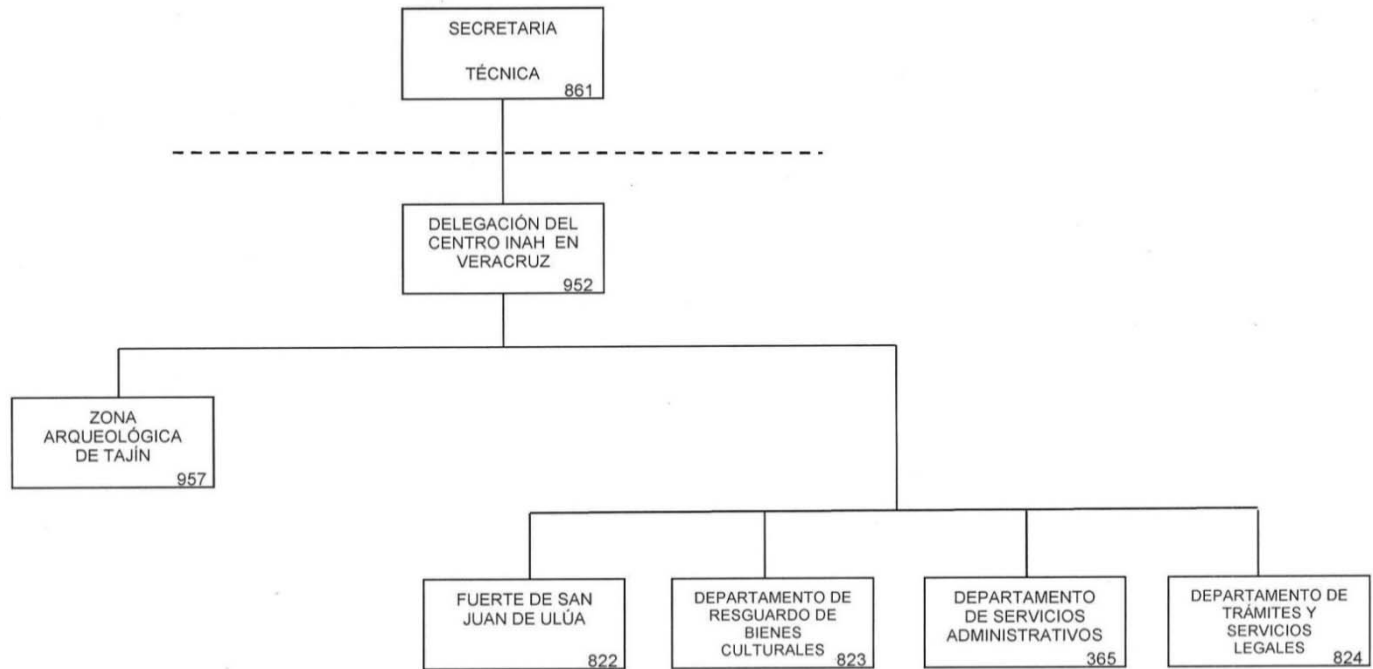 SECRETARIA
TÉCNICA
861
DELEGACIÓN DEL
CENTRO INAH EN
VERACRUZ
952
ZONA
ARQUEOLÓGICA
DE TAJÍN
957
FUERTE DE SAN
JUAN DE ULÚA
822
DEPARTAMENTO DE
RESGUARDO DE
BIENES
CULTURALES
823
DEPARTAMENTO
DE SERVICIOS
ADMINISTRATIVOS
365
DEPARTAMENTO DE
TRÁMITES Y
SERVICIOS
LEGALES
824